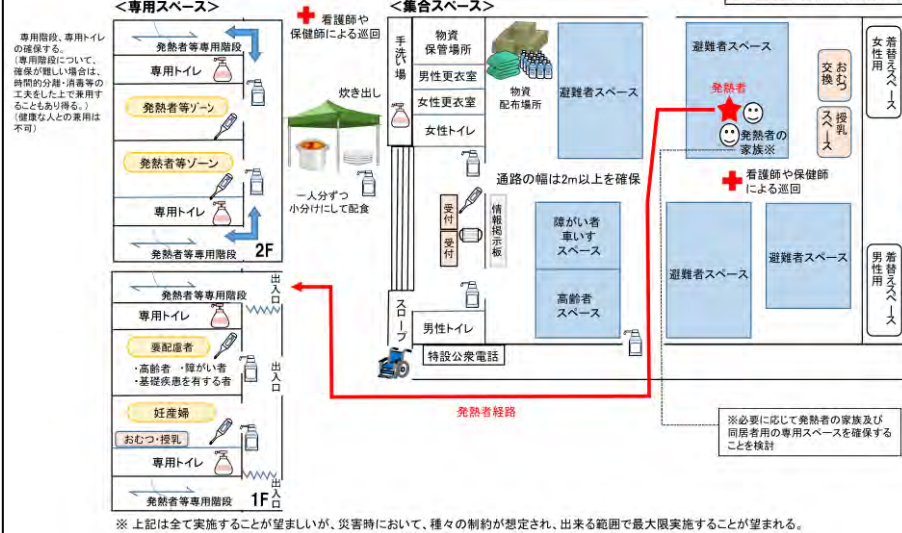 <専用スペース>
専用階段、専用トイレ
の確保する。
(専用階段について、
確保が難しい場合は、
時間的分離・消毒等の
工夫をした上で兼用す
ることもあり得る。)
(健康な人との兼用は
不可)
発熱者等専用階段
専用トイレ
発熱者等ゾーン
発熱者等ゾーン
専用トイレ
発熱者等専用階段
2F
看護師や
保健師による巡回
炊き出し
一人分ずつ
小分けにして配食
発熱者等専用階段
専用トイレ
要配慮者
・高齢者 ・障がい者
・基礎疾患を有する者
妊産婦
おむつ・授乳
専用トイレ
発熱者等専用階段
1F
出入口
出入口
出入口
<集合スペース>
手洗い場
物資
保管場所
男性更衣室
女性更衣室
女性トイレ
物資
配布場所
避難者スペース
通路の幅は2m以上を確保
受付
受付
情報掲示板
障がい者
車いす
スペース
高齢者
スペース
スロープ
男性トイレ
特設公衆電話
避難者スペース
発熱者
発熱者の
家族※
おむつ
交換
授乳
スペース
女性用
着替えスペース
看護師や保健師
による巡回
避難者スペース
避難者スペース
男性用
着替えスペース
発熱者経路
※必要に応じて発熱者の家族及び
同居者用の専用スペースを確保する
ことを検討
※ 上記は全て実施することが望ましいが、災害時において、種々の制約が想定され、出来る範囲で最大限実施することが望まれる。